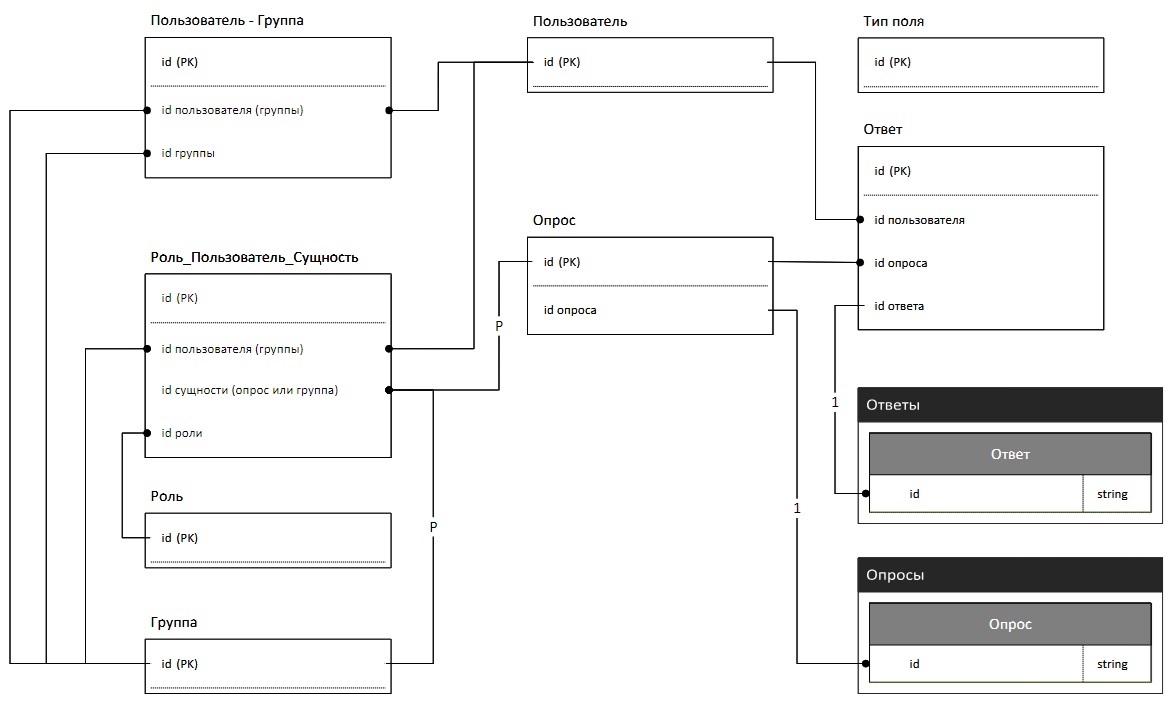 Пользователь - Группа
id (PK)
id пользователя (группы)
id группы
Роль_Пользователь_Сущность
id (PK)
id пользователя (группы)
id сущности (опрос или группа)
id роли
Роль
id (PK)
Группа
id (PK)
P
P
Пользователь
id (PK)
Опрос
id (PK)
id опроса
1
1
Тип поля
id (PK)
Ответ
id (PK)
id пользователя
id опроса
id ответа
Ответы
Ответ
id string
Опросы
Опрос
id string